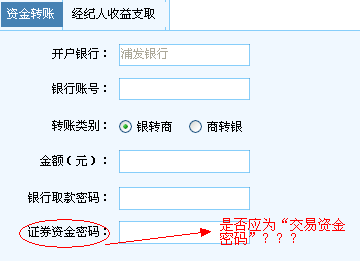 资金转账 经纪人收益支取
开户银行： 浦发银行
银行账号：
转账类别： 银转商 商转银
金额（元）：
银行取款密码：
证券资金密码：
是否应为“交易资金
密码”？？？